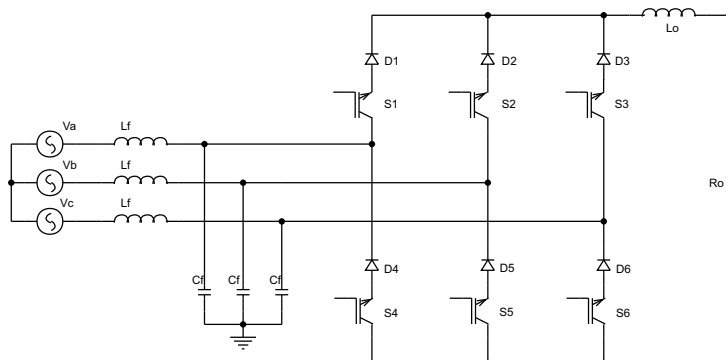 Lo
D1 D2 D3
S1 S2 S3
Va Lf
Vb Lf
Vc Lf
Ro
D4 D5 D6
Cf Cf Cf
S4 S5 S6